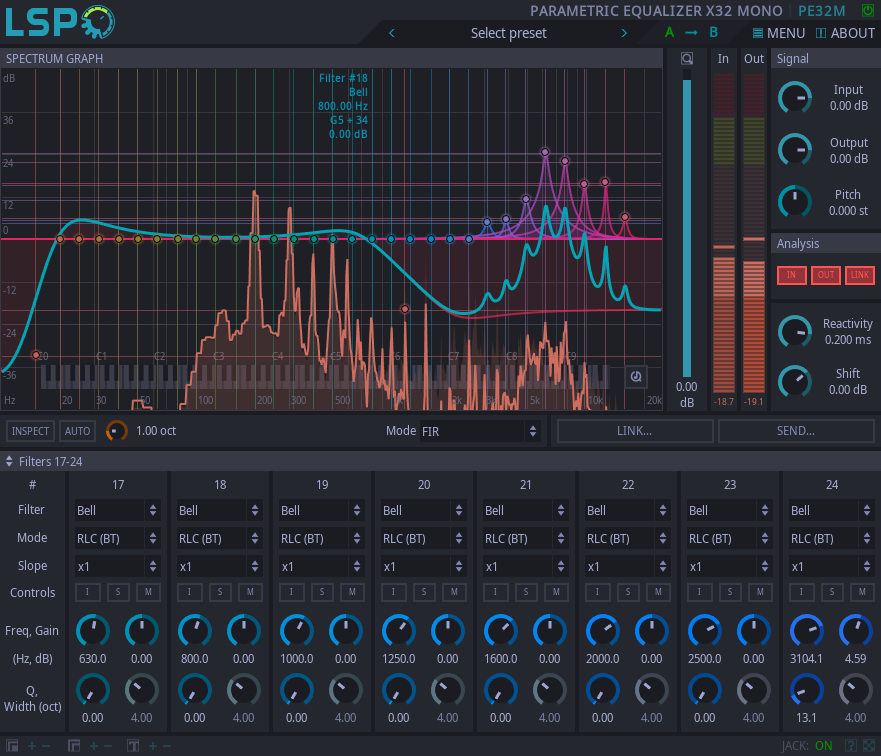 LSP
PARAMETRIC EQUALIZER X32 MONO PE32M
Select preset
A → B
MENU
ABOUT
SPECTRUM GRAPH
In Out
Signal
dB
36
24
12
0
-12
-24
-36
Filter #18
Bell
800.00 Hz
G5 + 34
0.00 dB
C0 C1 C2 C3 C4 C5 C6 C7 C8 C9
Hz 20 30 50 100 200 300 500 1k 2k 3k 5k 10k 20k
0.00
dB
-18.7 -19.1
Input
0.00 dB
Output
0.00 dB
Pitch
0.000 st
Analysis
IN OUT LINK
Reactivity
0.200 ms
Shift
0.00 dB
INSPECT AUTO 1.00 oct Mode FIR LINK... SEND...
Filters 17-24
# 17 18 19 20 21 22 23 24
Filter Bell Bell Bell Bell Bell Bell Bell Bell
Mode RLC (BT) RLC (BT) RLC (BT) RLC (BT) RLC (BT) RLC (BT) RLC (BT) RLC (BT)
Slope x1 x1 x1 x1 x1 x1 x1 x1
Controls I S M I S M I S M I S M I S M I S M I S M I S M
Freq, Gain
(Hz, dB) 630.0 0.00 800.0 0.00 1000.0 0.00 1250.0 0.00 1600.0 0.00 2000.0 0.00 2500.0 0.00 3104.1 4.59
Q,
Width (oct) 0.00 4.00 0.00 4.00 0.00 4.00 0.00 4.00 0.00 4.00 0.00 4.00 0.00 4.00 13.1 4.00
JACK: ON ?